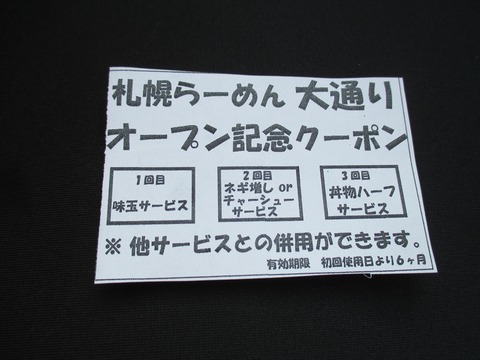 札幌らーめん 大通り
オープン記念クーポン
1回目
味玉サービス
2回目
ネギ増し or
チャーシュー
サービス
3回目
丼物ハーフ
サービス
※ 他サービスとの併用ができます。
有効期限 初回使用日より6ヶ月